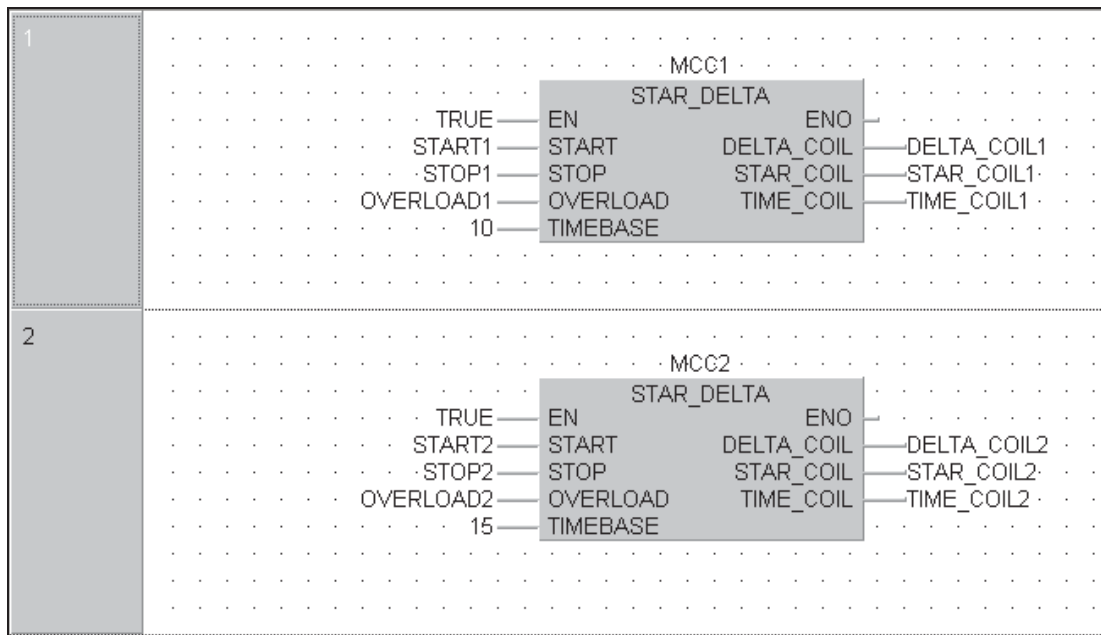 1
MCC1
STAR_DELTA
TRUE EN ENO
START1 START DELTA_COIL DELTA_COIL1
STOP1 STOP STAR_COIL STAR_COIL1
OVERLOAD1 OVERLOAD TIME_COIL TIME_COIL1
10 TIMEBASE
2
MCC2
STAR_DELTA
TRUE EN ENO
START2 START DELTA_COIL DELTA_COIL2
STOP2 STOP STAR_COIL STAR_COIL2
OVERLOAD2 OVERLOAD TIME_COIL TIME_COIL2
15 TIMEBASE